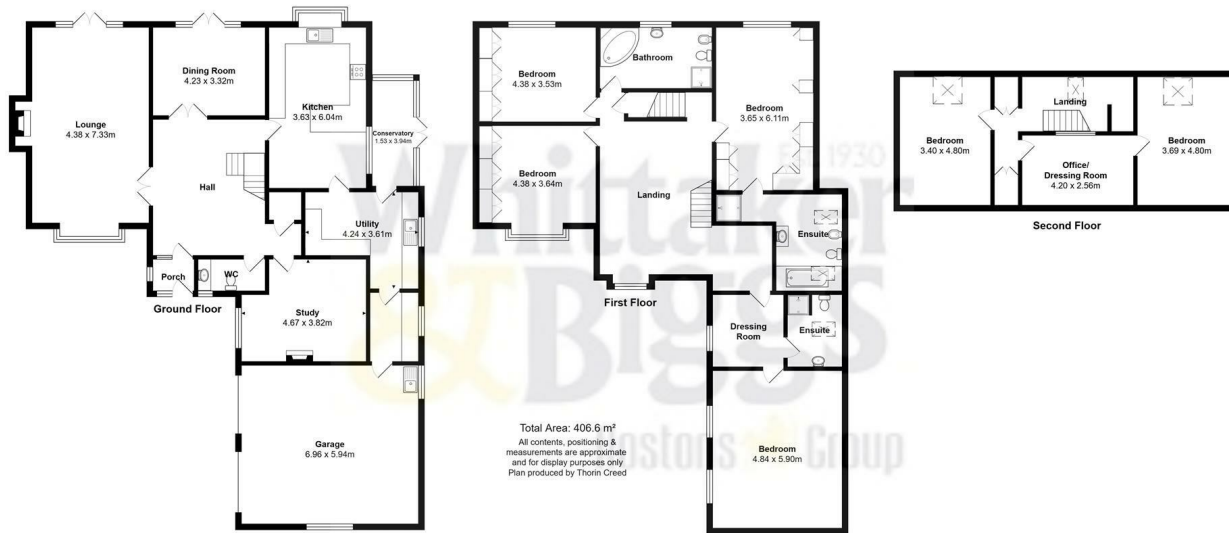 Lounge
4.38 x 7.33m
Dining Room
4.23 x 3.32m
Kitchen
3.63 x 6.04m
Conservatory
1.53 x 3.94m
Hall
Utility
4.24 x 3.61m
Porch
WC
Ground Floor
Study
4.67 x 3.82m
Garage
6.96 x 5.94m
Bedroom
4.38 x 3.53m
Bathroom
Bedroom
3.65 x 6.11m
Bedroom
4.38 x 3.64m
Landing
Ensuite
First Floor
Dressing
Room
Ensuite
Bedroom
4.84 x 5.90m
Total Area: 406.6 m²
All contents, positioning &
measurements are approximate
and for display purposes only
Plan produced by Thorin Creed
Bedroom
3.40 x 4.80m
Landing
Office/
Dressing Room
4.20 x 2.56m
Bedroom
3.69 x 4.80m
Second Floor
EST. 1930
Whittaker
& Biggs
Group